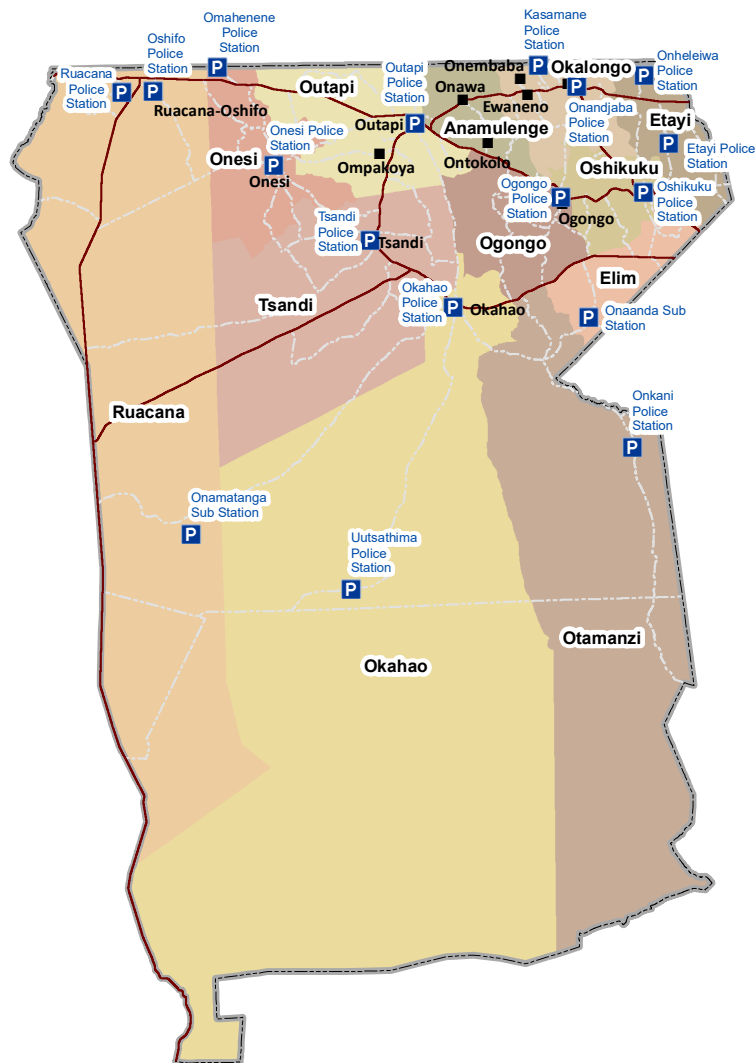 Omahenene
Police
Station
Kasamane
Police
Station
Oshifo
Police
Station
Outapi
Police
Station
Onembaba
Okalongo
Onheleiwa
Police
Station
Ruacana
Police
Station
P
P
P
P
P
P
P
Outapi
Onawa
Ewaneno
Ruacana-Oshifo
Onandjaba
Police
Station
Etayi
Onesi Police
Station
Outapi
P
Anamulenge
P
Etayi Police
Station
Onesi
P
Onesi
Ompakoya
Ontokolo
Oshikuku
Ogongo
Police
Station
P
Ogongo
P
Oshikuku
Police
Station
Tsandi
Police
Station
P
Tsandi
Ogongo
Elim
Okahao
Police
Station
P
Okahao
P
Onaanda Sub
Station
Tsandi
Ruacana
Onkani
Police
Station
P
Onamatanga
Sub Station
P
Uutsathima
Police
Station
P
Otamanzi
Okahao